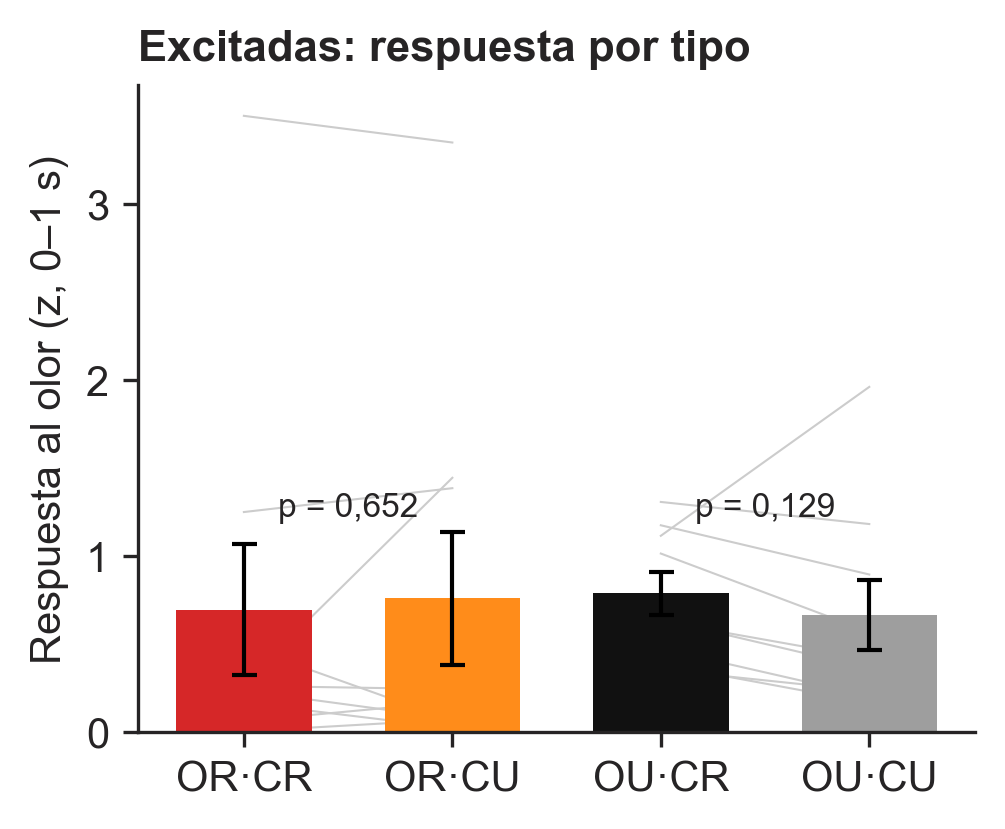 Excitadas: respuesta por tipo
Respuesta al olor (z, 0–1 s)
3
2
1
0
p = 0,652
p = 0,129
OR·CR
OR·CU
OU·CR
OU·CU